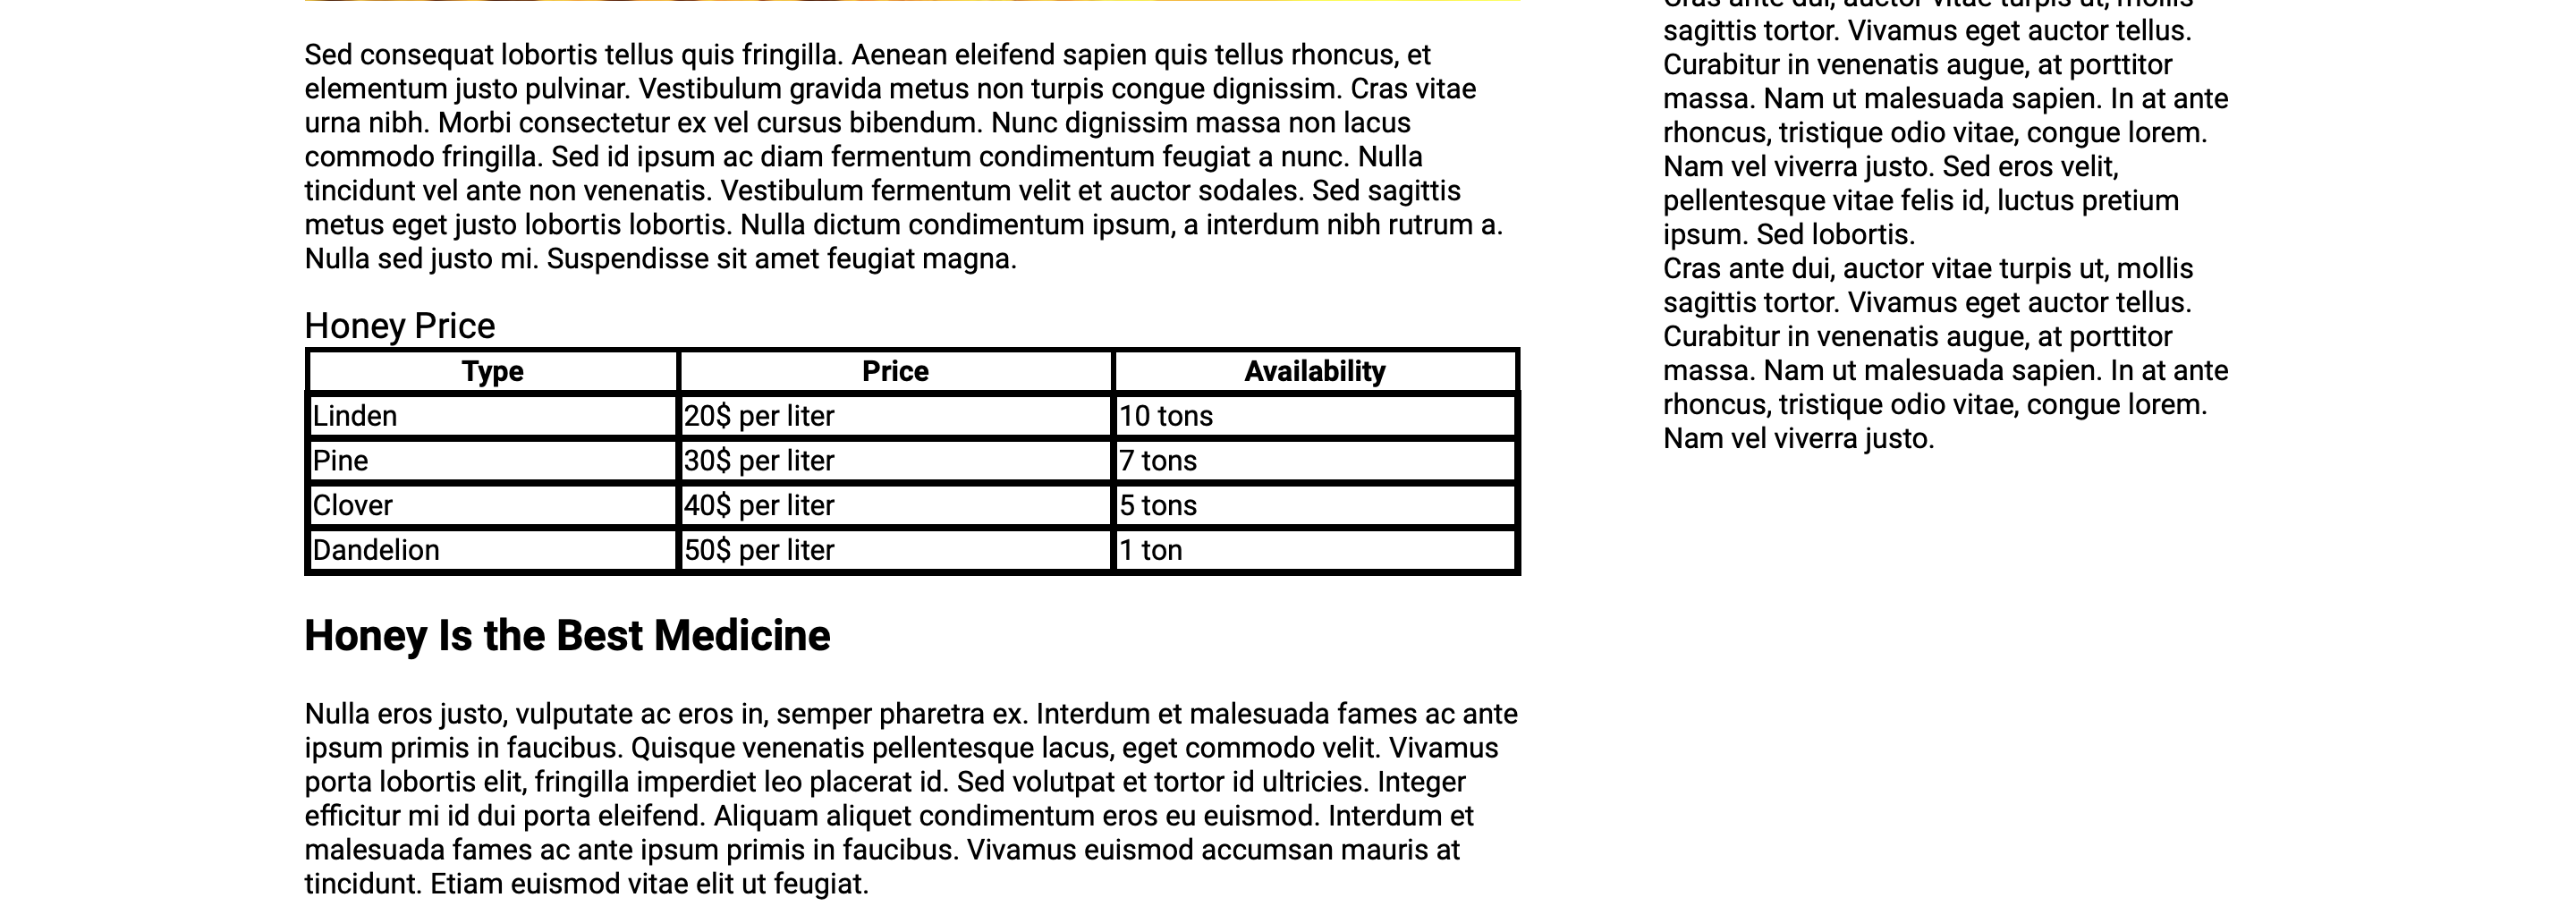 Sed consequat lobortis tellus quis fringilla. Aenean eleifend sapien quis tellus rhoncus, et
elementum justo pulvinar. Vestibulum gravida metus non turpis congue dignissim. Cras vitae
urna nibh. Morbi consectetur ex vel cursus bibendum. Nunc dignissim massa non lacus
commodo fringilla. Sed id ipsum ac diam fermentum condimentum feugiat a nunc. Nulla
tincidunt vel ante non venenatis. Vestibulum fermentum velit et auctor sodales. Sed sagittis
metus eget justo lobortis lobortis. Nulla dictum condimentum ipsum, a interdum nibh rutrum a.
Nulla sed justo mi. Suspendisse sit amet feugiat magna.
Honey Price
Type Price Availability
Linden 20$ per liter 10 tons
Pine 30$ per liter 7 tons
Clover 40$ per liter 5 tons
Dandelion 50$ per liter 1 ton
Honey Is the Best Medicine
Nulla eros justo, vulputate ac eros in, semper pharetra ex. Interdum et malesuada fames ac ante
ipsum primis in faucibus. Quisque venenatis pellentesque lacus, eget commodo velit. Vivamus
porta lobortis elit, fringilla imperdiet leo placerat id. Sed volutpat et tortor id ultricies. Integer
efficitur mi id dui porta eleifend. Aliquam aliquet condimentum eros eu euismod. Interdum et
malesuada fames ac ante ipsum primis in faucibus. Vivamus euismod accumsan mauris at
tincidunt. Etiam euismod vitae elit ut feugiat.
Cras ante dui, auctor vitae turpis ut, mollis
sagittis tortor. Vivamus eget auctor tellus.
Curabitur in venenatis augue, at porttitor
massa. Nam ut malesuada sapien. In at ante
rhoncus, tristique odio vitae, congue lorem.
Nam vel viverra justo. Sed eros velit,
pellentesque vitae felis id, luctus pretium
ipsum. Sed lobortis.
Cras ante dui, auctor vitae turpis ut, mollis
sagittis tortor. Vivamus eget auctor tellus.
Curabitur in venenatis augue, at porttitor
massa. Nam ut malesuada sapien. In at ante
rhoncus, tristique odio vitae, congue lorem.
Nam vel viverra justo.